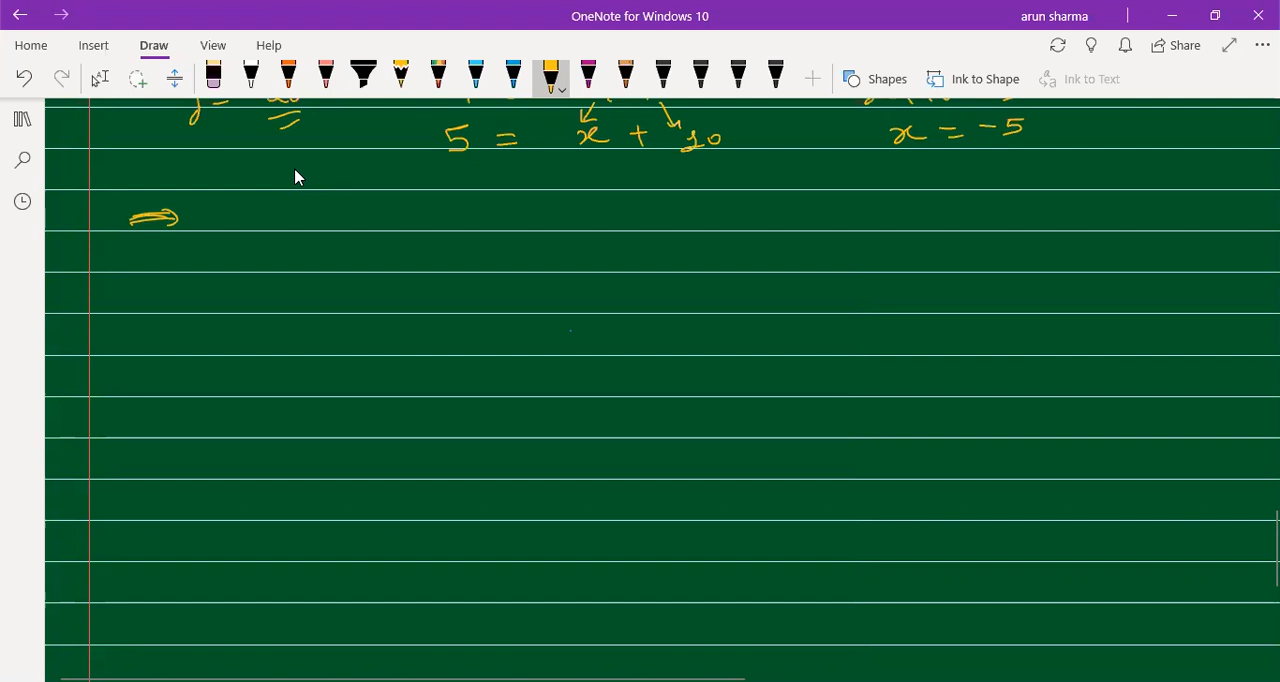 OneNote for Windows 10
arun sharma
Home Insert Draw View Help
Share
Shapes
Ink to Shape
Ink to Text
5 = x + 10
x = -5